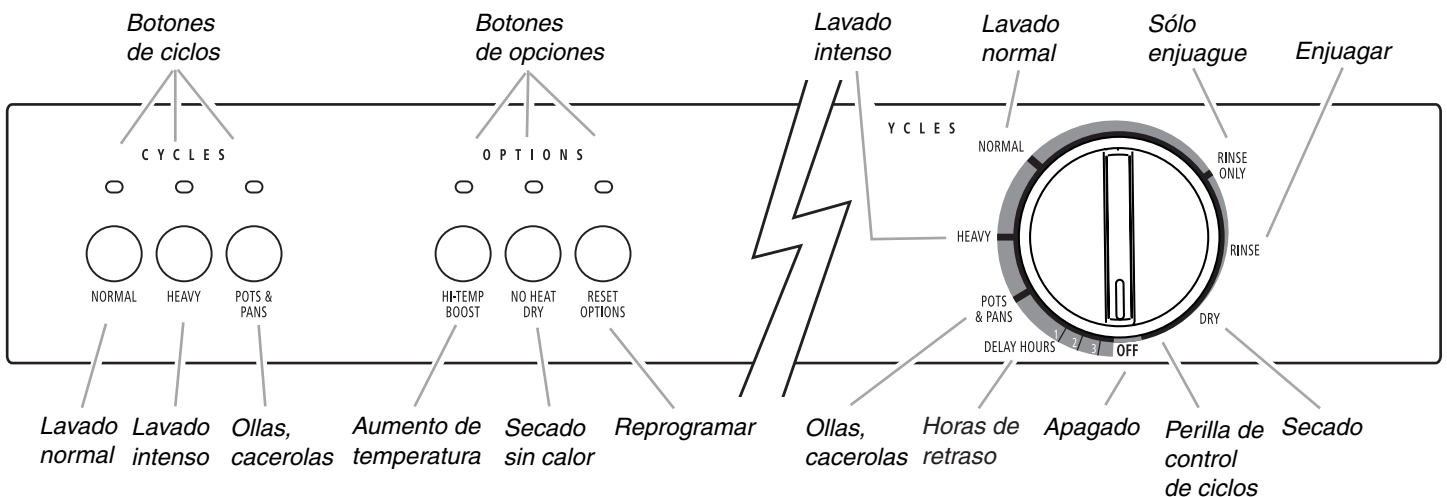 Botones
de ciclos
Botones
de opciones
Lavado
intenso
Lavado
normal
Sólo
enjuague
Enjuagar
CYCLES
OPTIONS
YCLES
NORMAL
RINSE
ONLY
HEAVY
RINSE
NORMAL
HEAVY
POTS &
PANS
HI-TEMP
BOOST
NO HEAT
DRY
RESET
OPTIONS
POTS
& PANS
DRY
DELAY HOURS
1
2
3
OFF
Lavado
normal
Lavado
intenso
Ollas,
cacerolas
Aumento de
temperatura
Secado
sin calor
Reprogramar
Ollas,
cacerolas
Horas de
retraso
Apagado
Perilla de
control
de ciclos
Secado